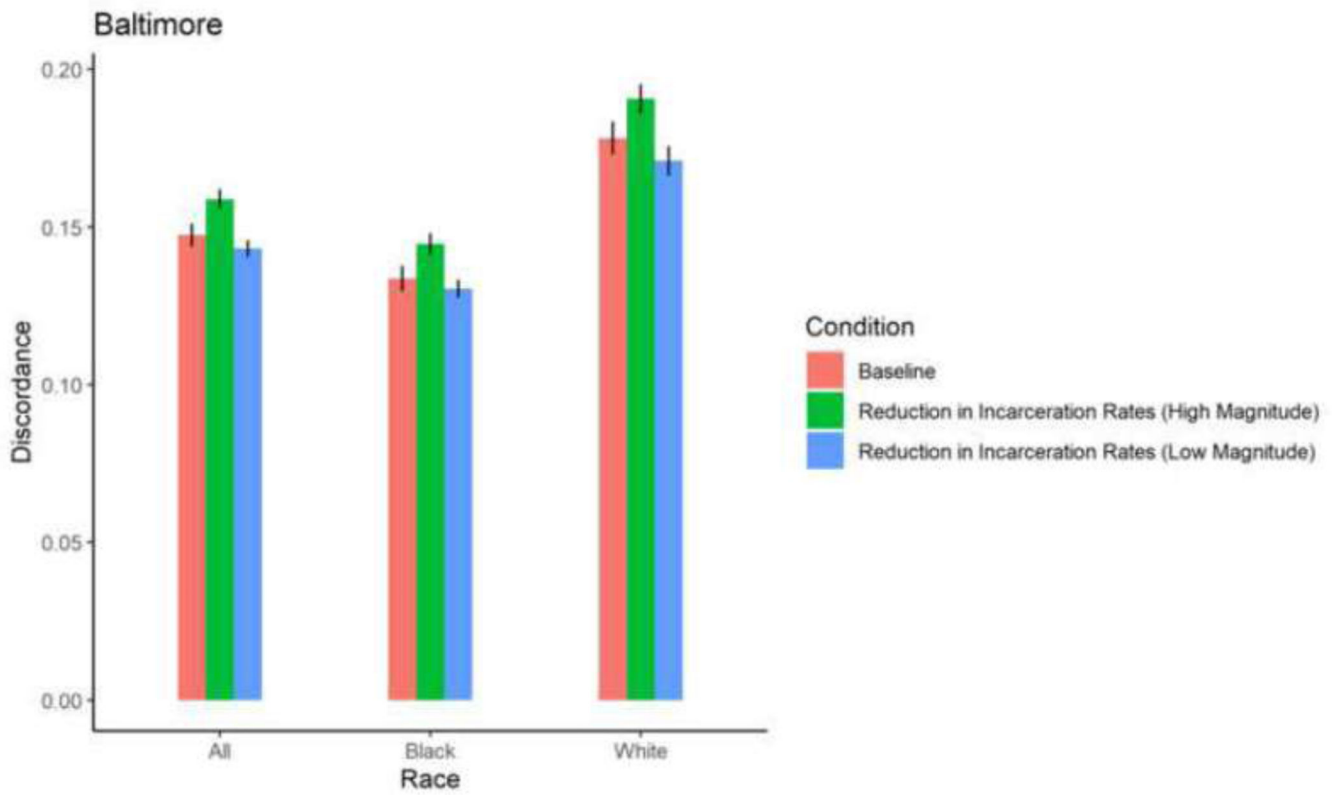 Baltimore
0.20
0.15
0.10
0.05
0.00
Discordance
All
Black
White
Race
Condition
Baseline
Reduction in Incarceration Rates (High Magnitude)
Reduction in Incarceration Rates (Low Magnitude)